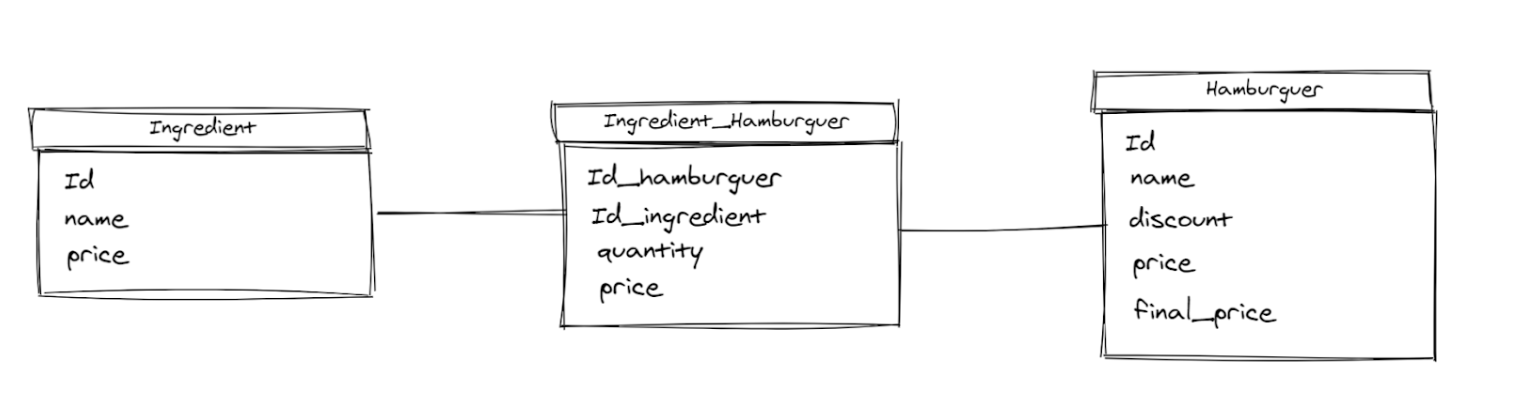 Ingredient
Id
name
price
Ingredient_Hamburguer
Id_hamburguer
Id_ingredient
quantity
price
Hamburguer
Id
name
discount
price
final_price